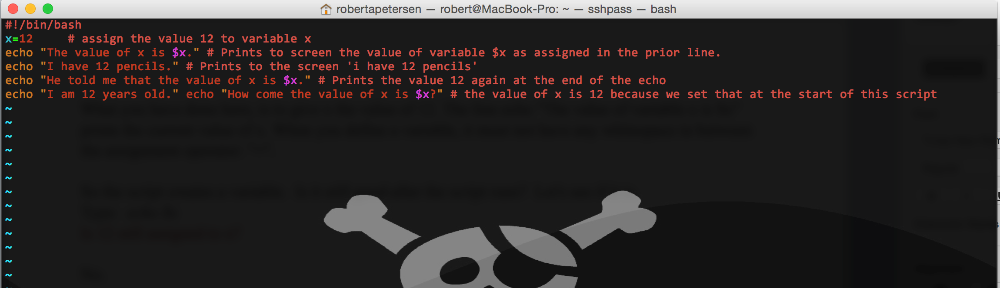 robertapetersen — robert@MacBook-Pro: ~ — sshpass — bash
#!/bin/bash
x=12     # assign the value 12 to variable x
echo "The value of x is $x." # Prints to screen the value of variable $x as assigned in the prior line.
echo "I have 12 pencils." # Prints to the screen 'i have 12 pencils'
echo "He told me that the value of x is $x." # Prints the value 12 again at the end of the echo
echo "I am 12 years old." echo "How come the value of x is $x?" # the value of x is 12 because we set that at the start of this script
~
~
~
~
~
~
~
~
~
~
~
~
~